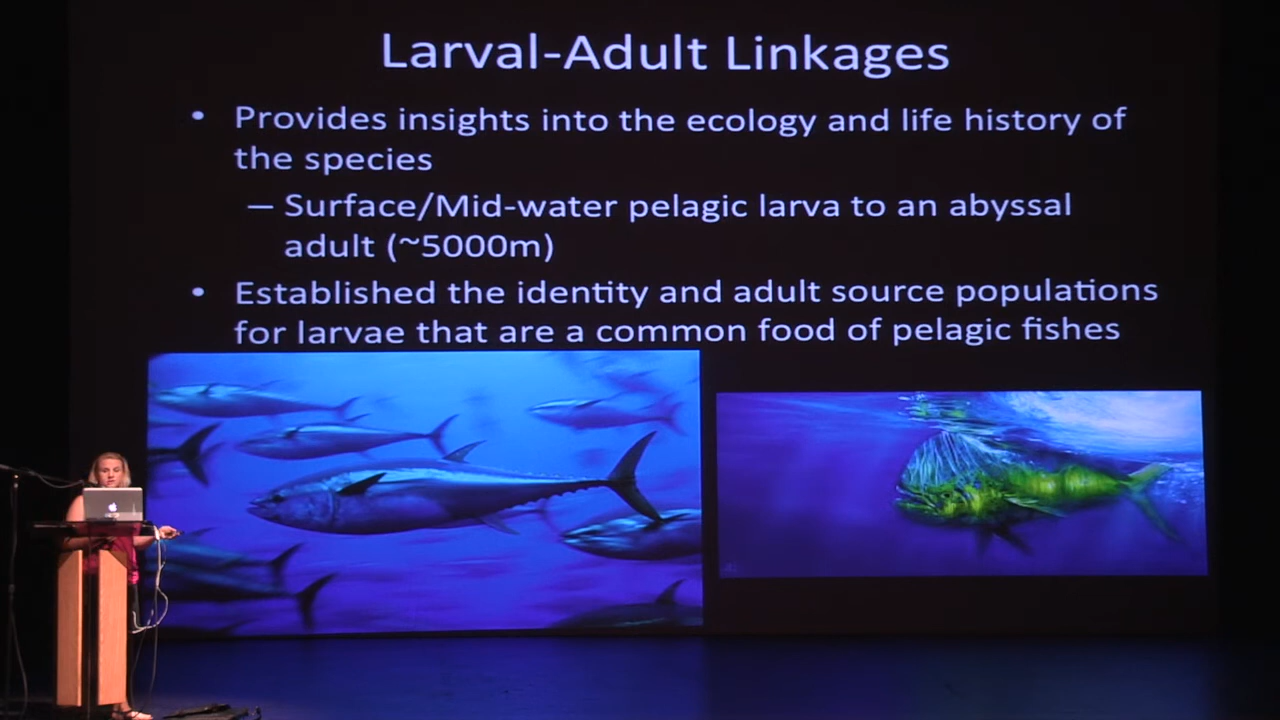 Larval-Adult Linkages
• Provides insights into the ecology and life history of
the species
– Surface/Mid-water pelagic larva to an abyssal
adult (~5000m)
• Established the identity and adult source populations
for larvae that are a common food of pelagic fishes